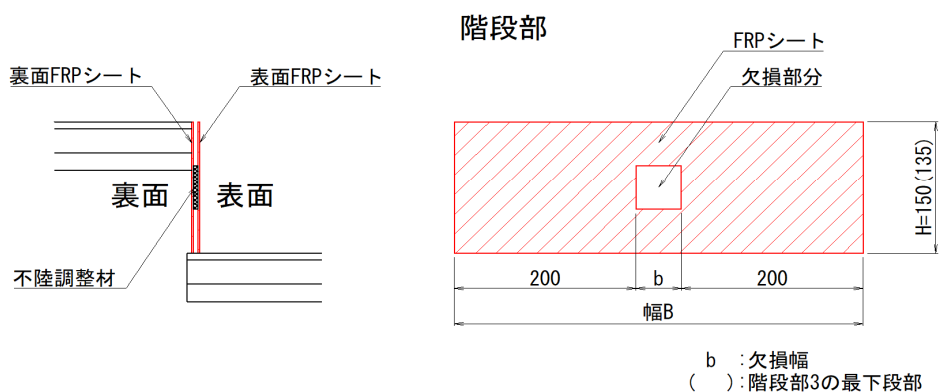 階段部
裏面FRPシート
表面FRPシート
裏面
表面
不陸調整材
FRPシート
欠損部分
H=150(135)
200
b
200
幅B
b :欠損幅
( ):階段部3の最下段部